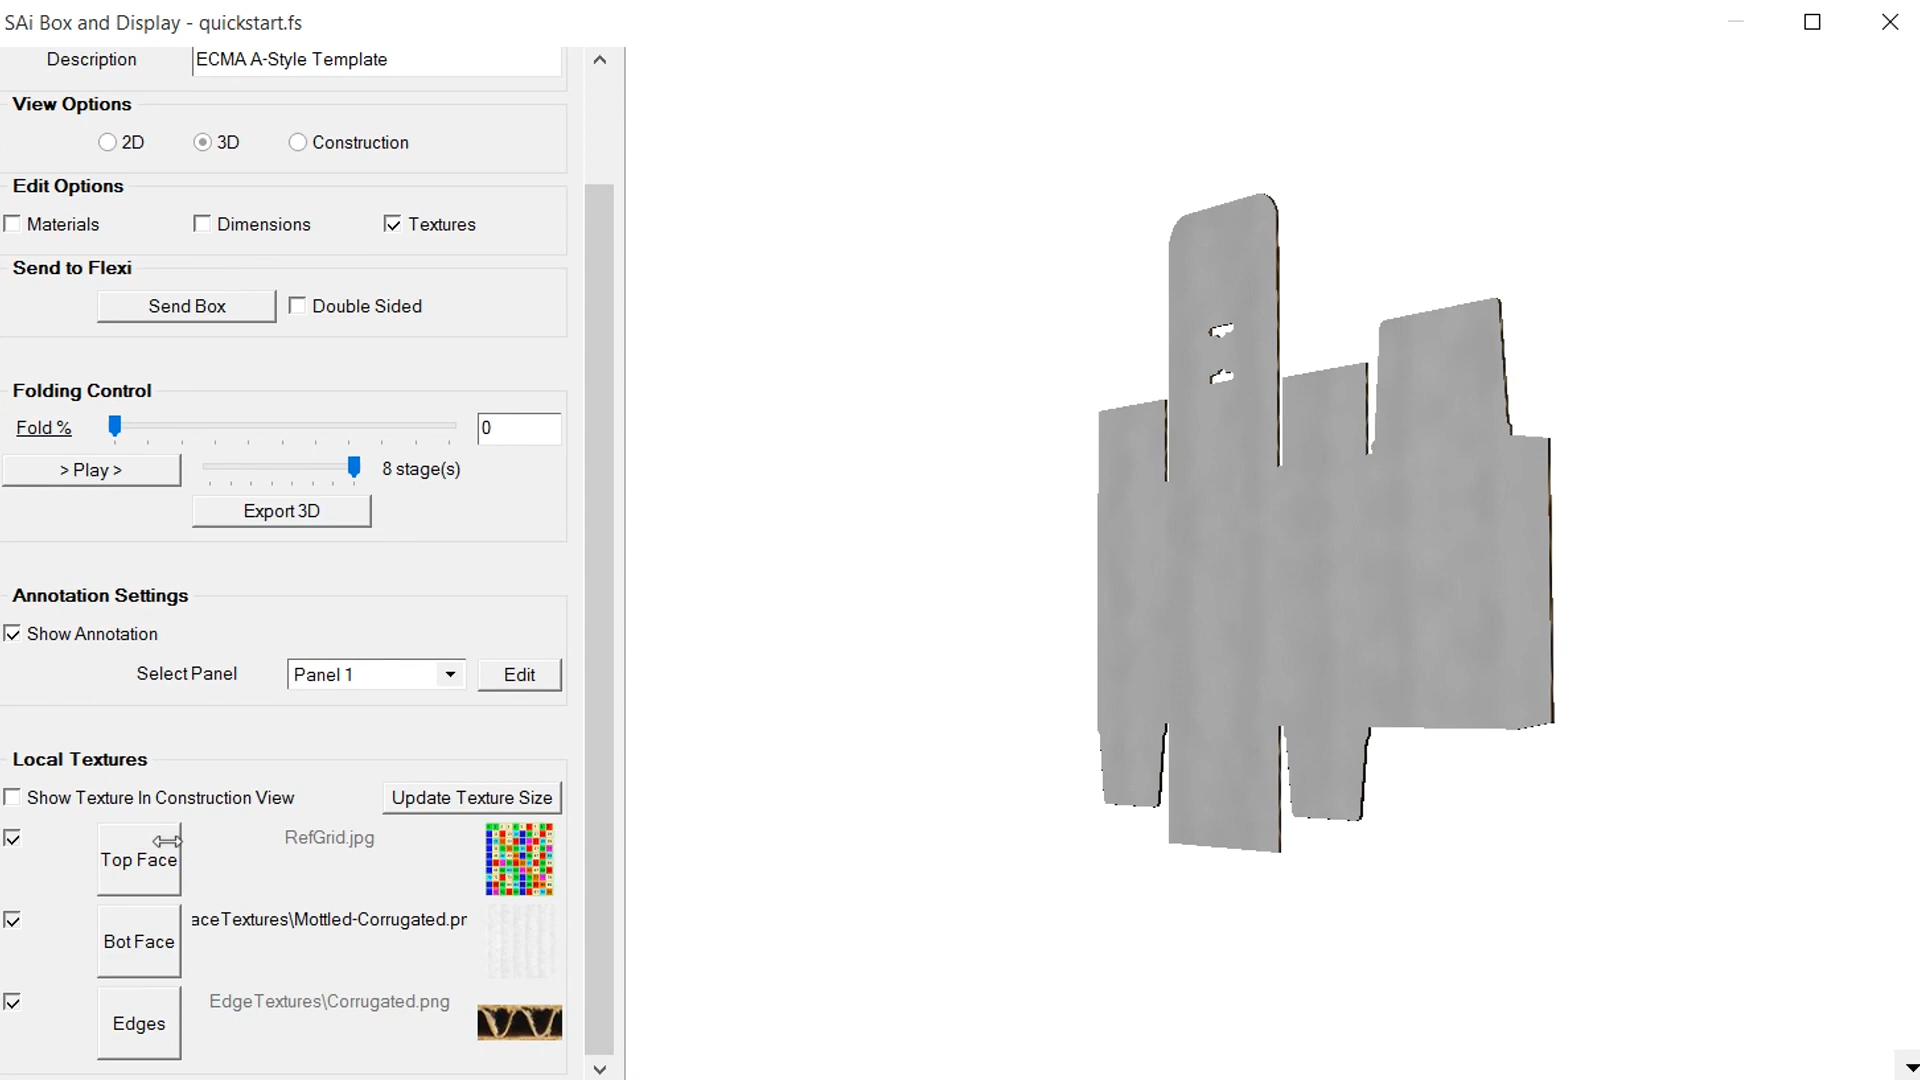 SAi Box and Display - quickstart.fs
Description ECMA A-Style Template
View Options
2D 3D Construction
Edit Options
Materials Dimensions Textures
Send to Flexi
Send Box Double Sided
Folding Control
Fold % 0
> Play > 8 stage(s)
Export 3D
Annotation Settings
Show Annotation
Select Panel Panel 1 Edit
Local Textures
Show Texture In Construction View Update Texture Size
Top Face RefGrid.jpg
Bot Face aceTextures\Mottled-Corrugated.pr
Edges EdgeTextures\Corrugated.png